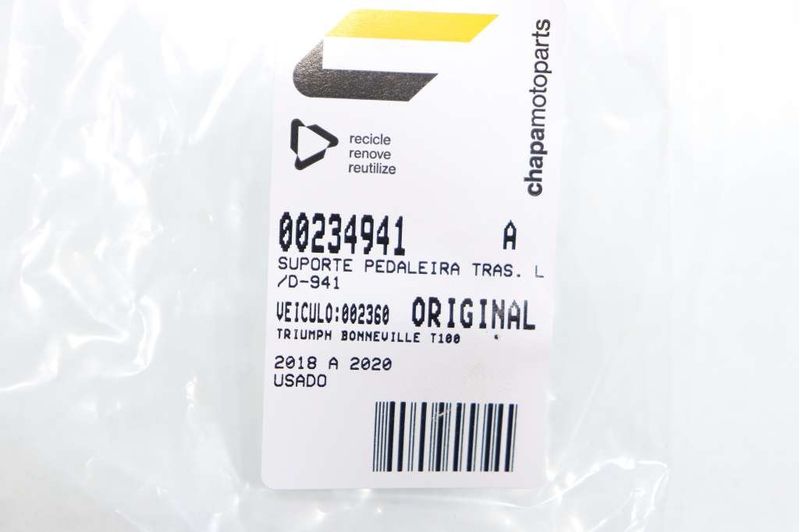 chapamotoparts
recicle
renove
reutilize
00234941 A
SUPORTE PEDALEIRA TRAS. L
/D-941
VEICULO:002360 ORIGINAL
TRIUMPH BONNEVILLE T100
2018 A 2020
USADO